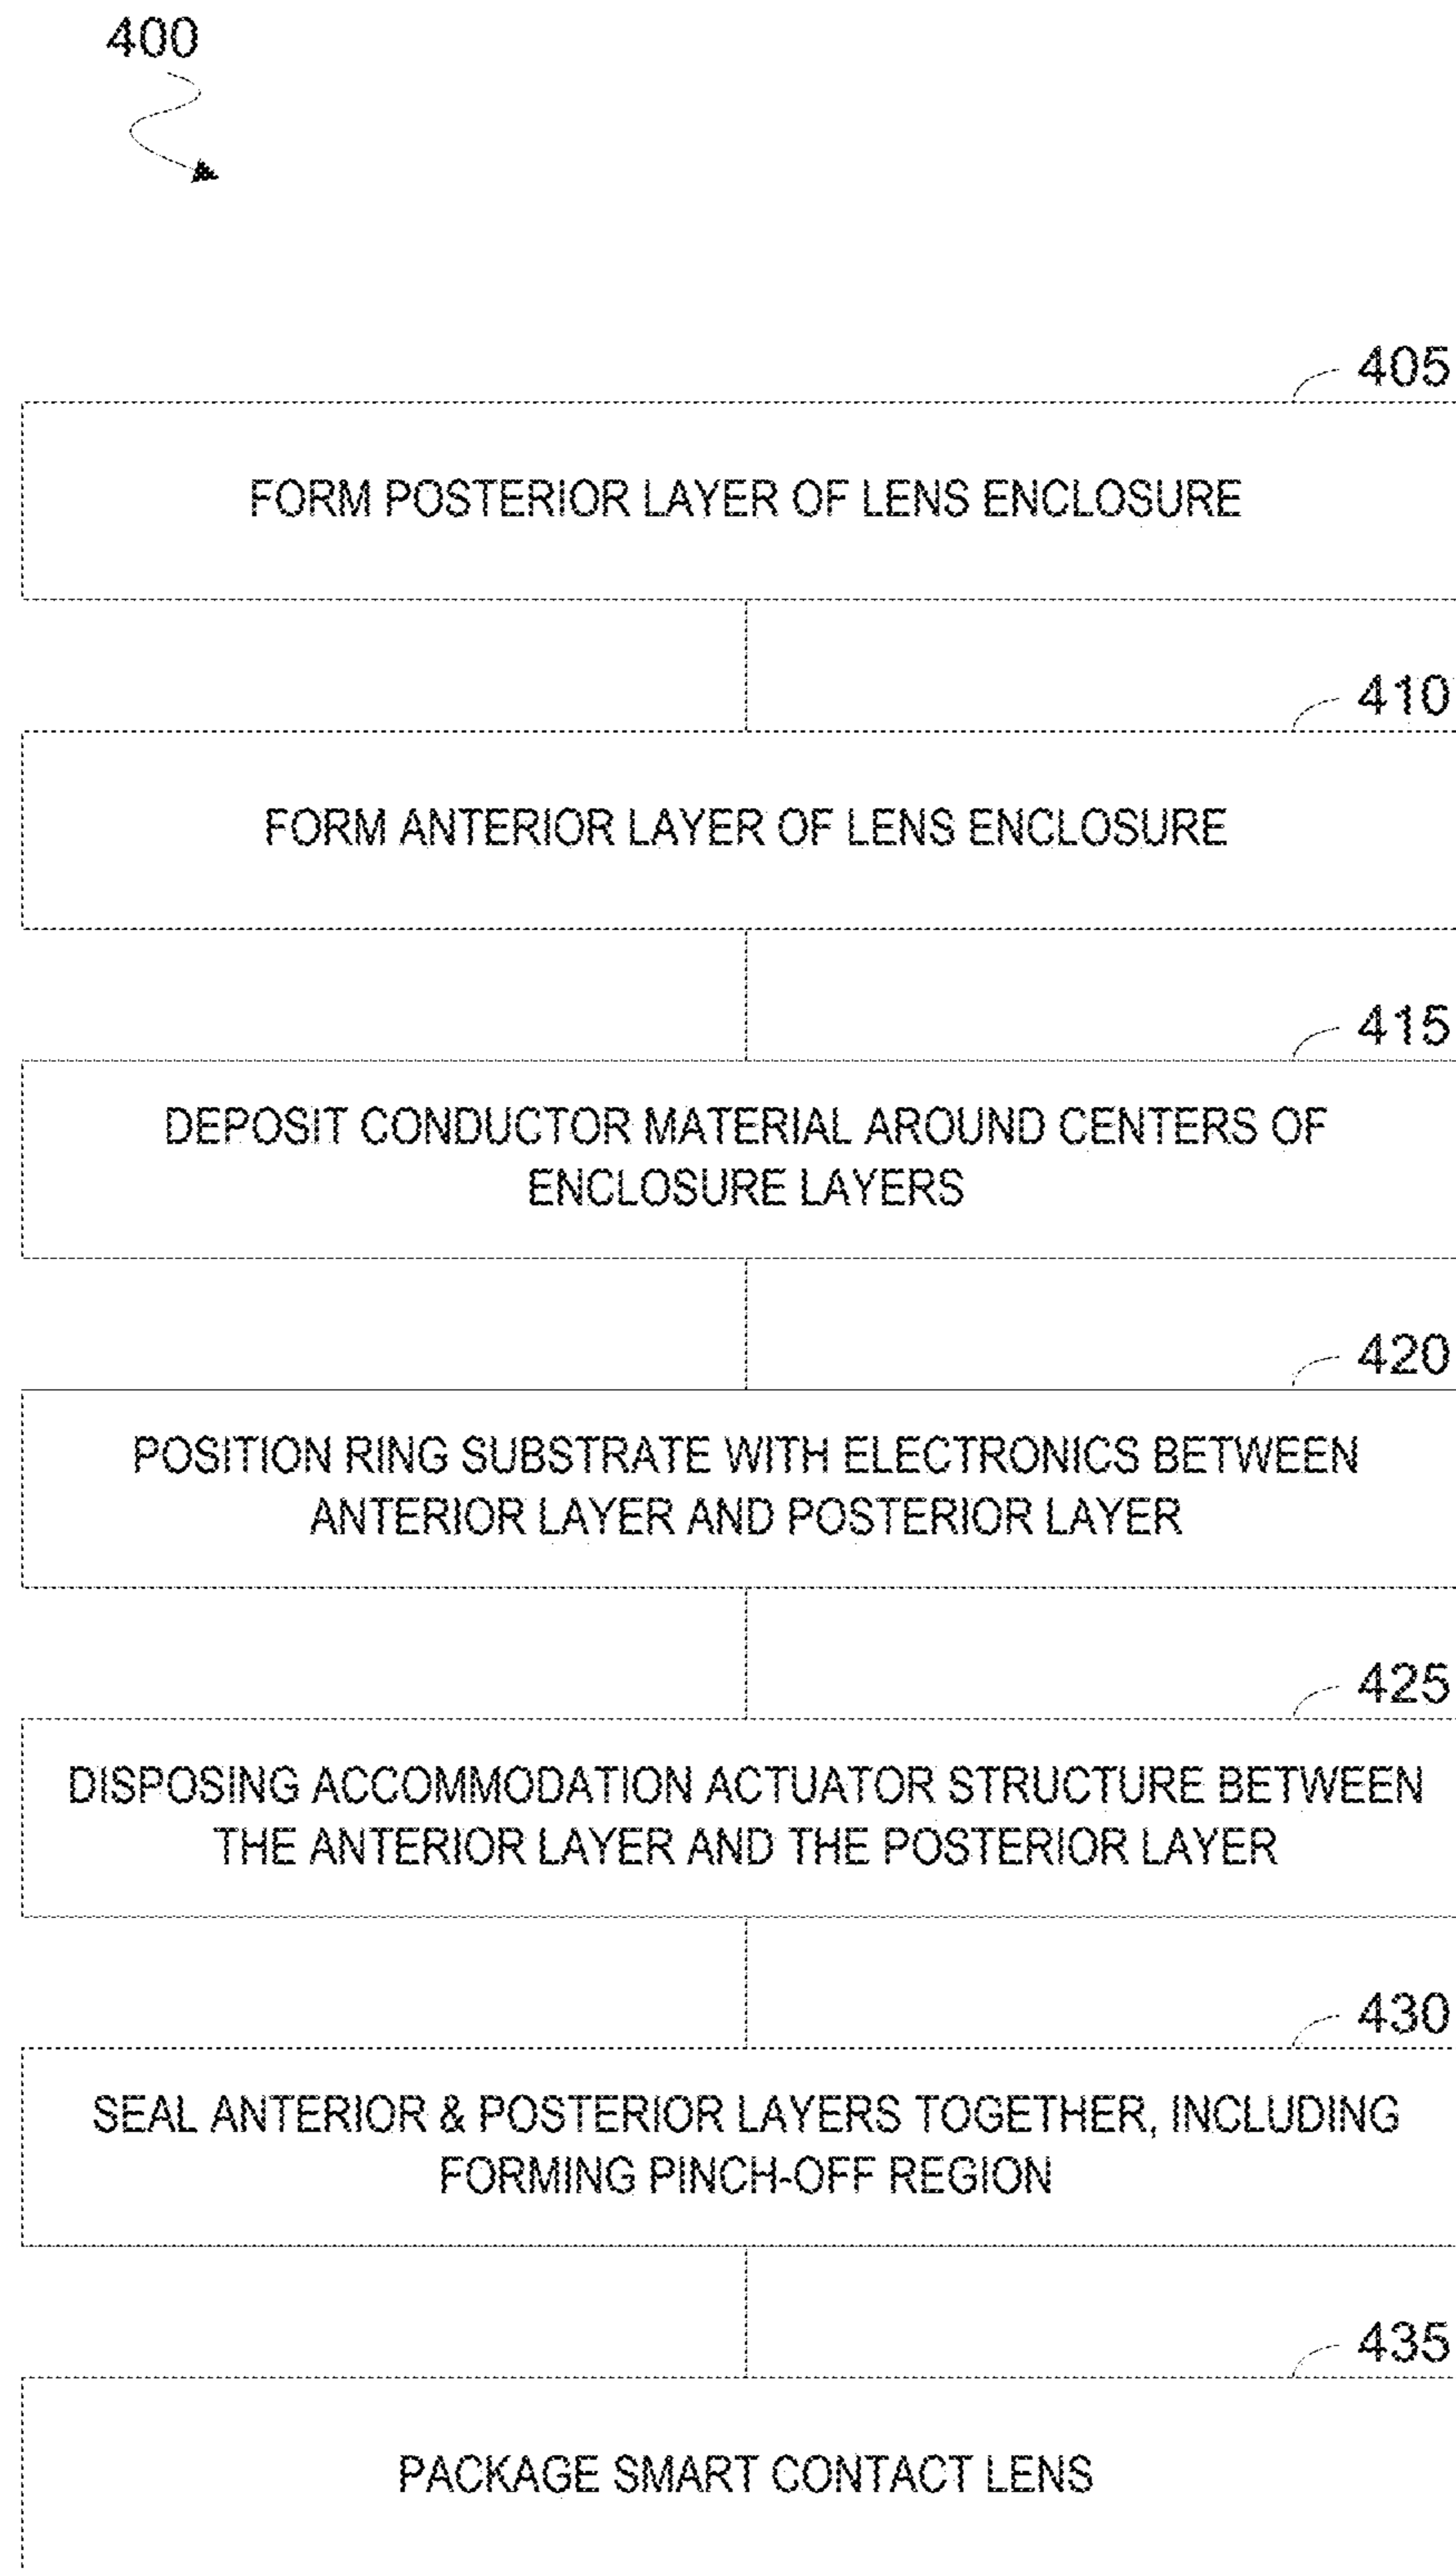 400
405
FORM POSTERIOR LAYER OF LENS ENCLOSURE
410
FORM ANTERIOR LAYER OF LENS ENCLOSURE
415
DEPOSIT CONDUCTOR MATERIAL AROUND CENTERS OF
ENCLOSURE LAYERS
420
POSITION RING SUBSTRATE WITH ELECTRONICS BETWEEN
ANTERIOR LAYER AND POSTERIOR LAYER
425
DISPOSING ACCOMMODATION ACTUATOR STRUCTURE BETWEEN
THE ANTERIOR LAYER AND THE POSTERIOR LAYER
430
SEAL ANTERIOR & POSTERIOR LAYERS TOGETHER, INCLUDING
FORMING PINCH-OFF REGION
435
PACKAGE SMART CONTACT LENS